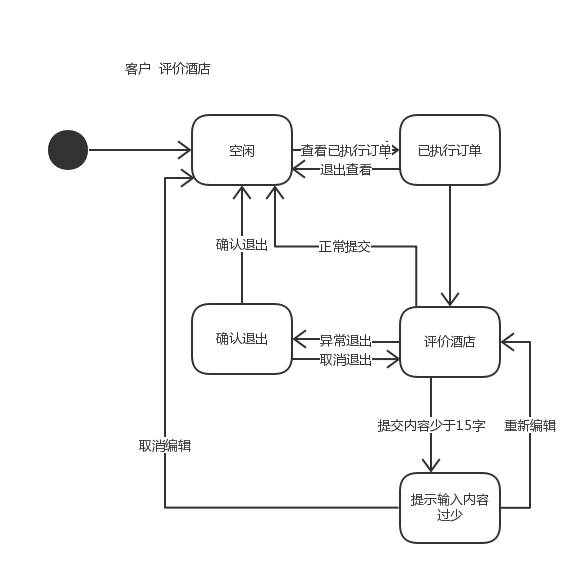 客户 评价酒店
空闲
查看已执行订单
已执行订单
退出查看
确认退出
正常提交
确认退出
异常退出
取消退出
评价酒店
提交内容少于15字
重新编辑
取消编辑
提示输入内容
过少